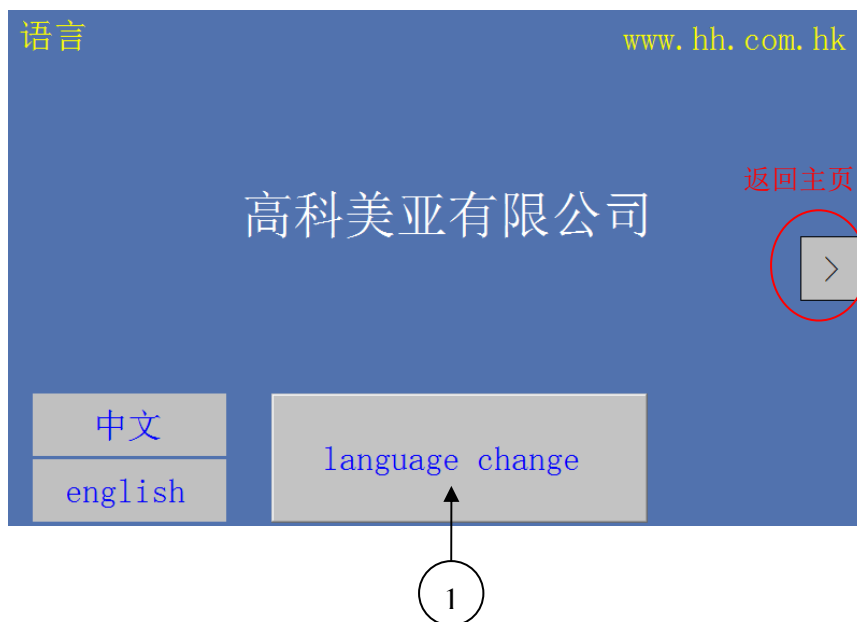 语言
www.hh.com.hk
返回主页
高科美亚有限公司
>
中文
english
language change
1